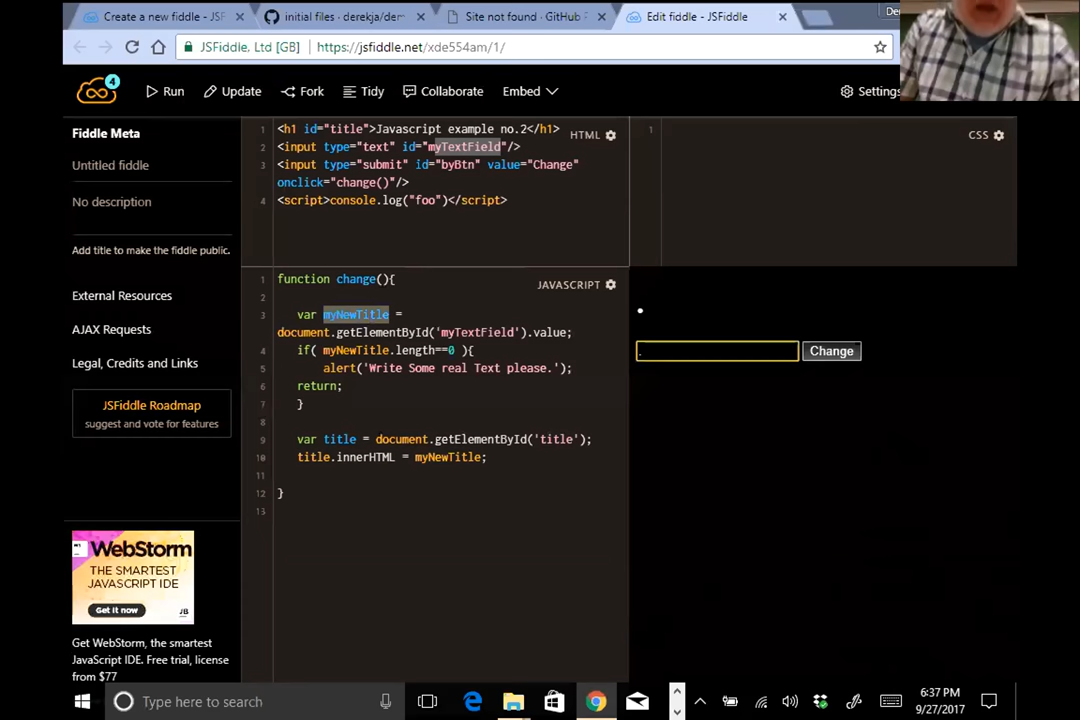 Create a new fiddle - JSF
initial files · derekja/dem
Site not found · GitHub F
Edit fiddle - JSFiddle
JSFiddle, Ltd [GB]
https://jsfiddle.net/xde554am/1/
4
Run
Update
Fork
Tidy
Collaborate
Embed
Settings
Fiddle Meta
Untitled fiddle
No description
Add title to make the fiddle public.
External Resources
AJAX Requests
Legal, Credits and Links
JSFiddle Roadmap
suggest and vote for features
WebStorm
THE SMARTEST
JAVASCRIPT IDE
Get it now
Get WebStorm, the smartest
JavaScript IDE. Free trial, license
from $77
HTML
1 <h1 id="title">Javascript example no.2</h1>
2 <input type="text" id="myTextField"/>
3 <input type="submit" id="byBtn" value="Change"
onclick="change()"/>
4 <script>console.log("foo")</script>
1
CSS
JAVASCRIPT
1 function change(){
2
3 var myNewTitle =
document.getElementById('myTextField').value;
4 if( myNewTitle.length==0 ){
5 alert('Write Some real Text please.');
6 return;
7 }
8
9 var title = document.getElementById('title');
10 title.innerHTML = myNewTitle;
11
12 }
13
.
.
Change
Type here to search
6:37 PM
9/27/2017